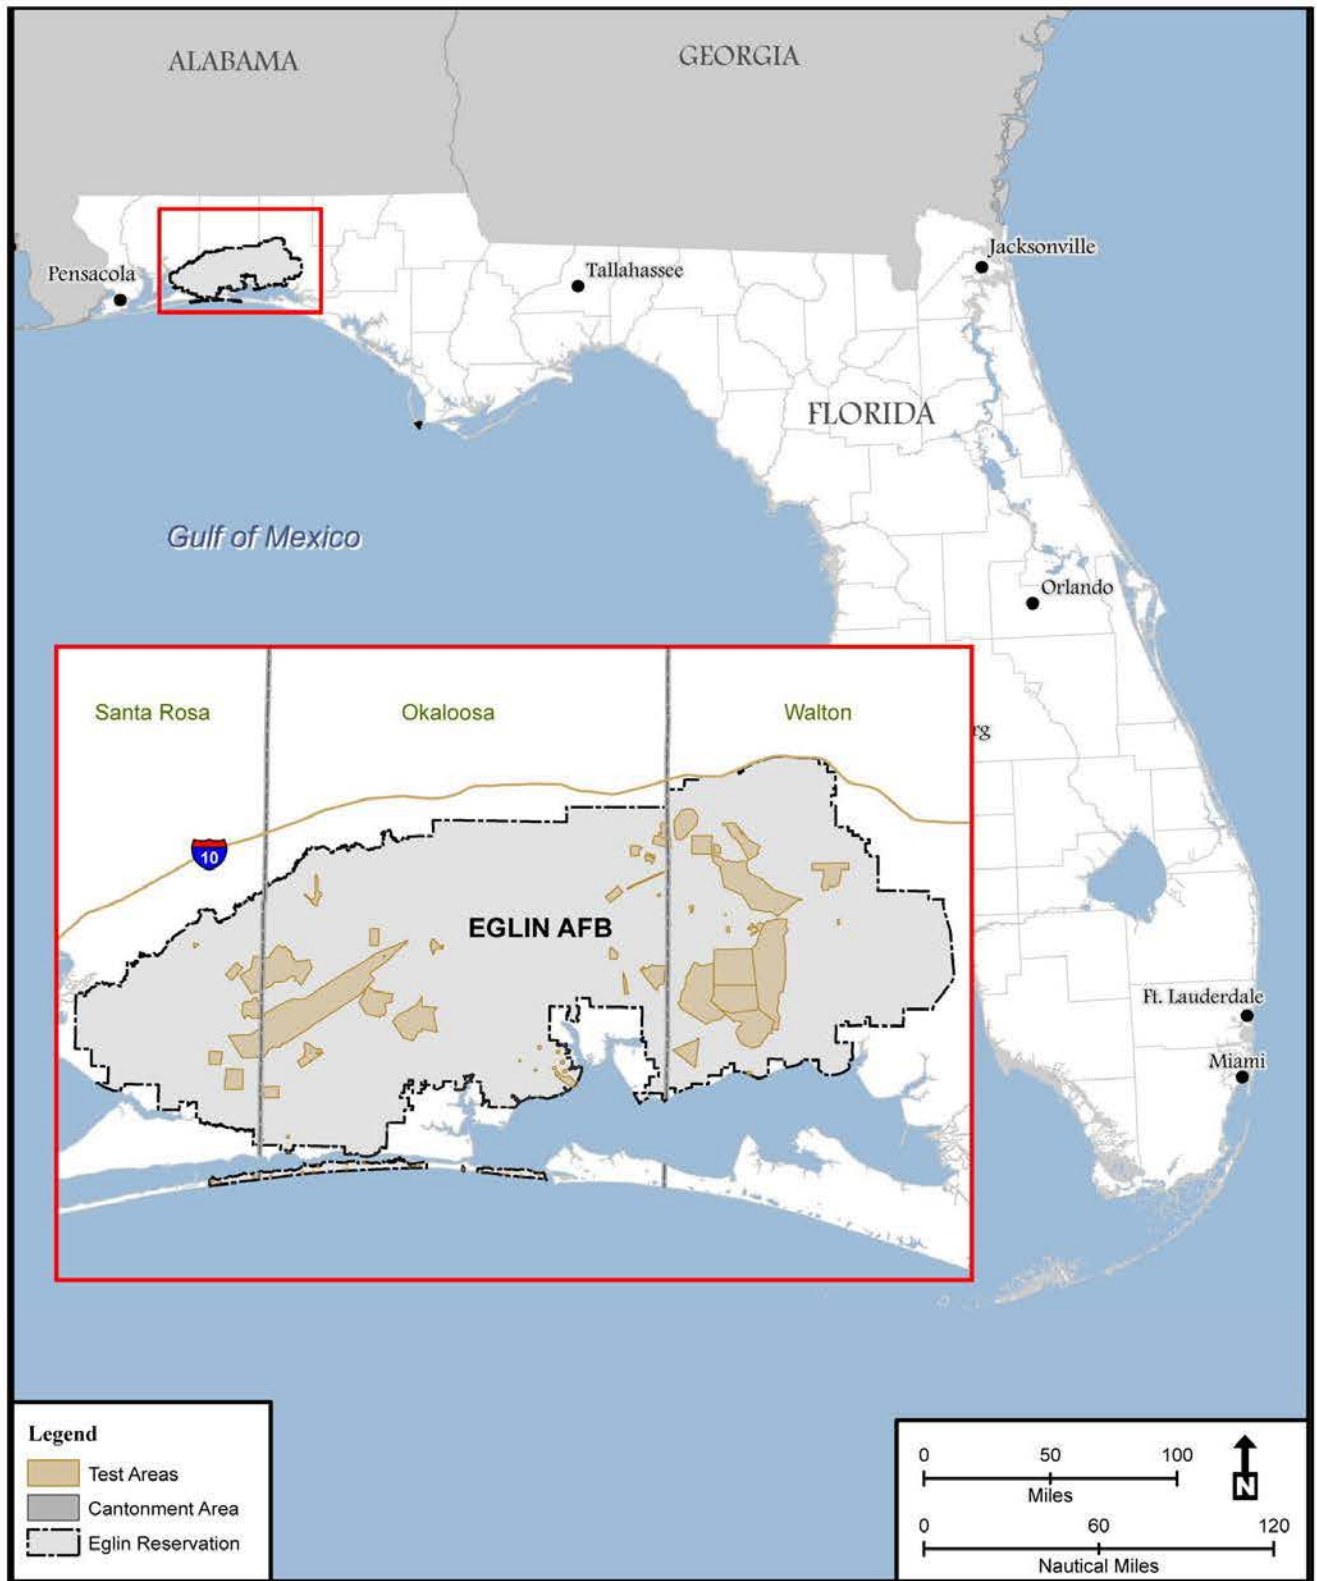 ALABAMA
GEORGIA
Jacksonville
Pensacola
Tallahassee
FLORIDA
Gulf of Mexico
Orlando
Santa Rosa
Okaloosa
Walton
rg
10
EGLIN AFB
Ft. Lauderdale
Miami
Legend
Test Areas
Cantonment Area
Eglin Reservation
0 50 100
Miles
N
0 60 120
Nautical Miles